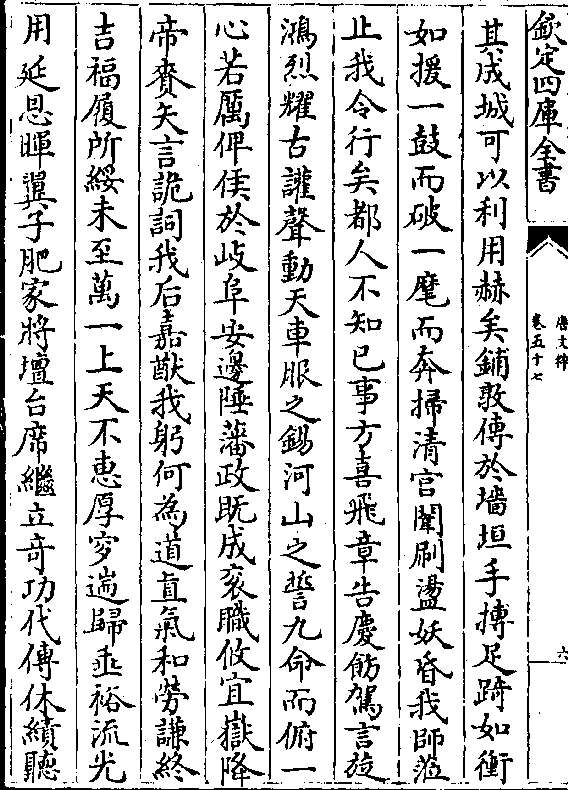 欽定四庫全書
唐文粹
卷五十七
六
其成城可以利用赫矣鋪敦傅於墻垣手摶足踦如衝
如援一鼓而破一麾而奔掃清宫闈刷盪妖昏我師蒞
止我令行矣都人不知已事方喜飛章告慶飭駕言旋
鴻烈耀古讙聲動天車服之錫河山之誓九命而俯一
心若厲俾侯於岐阜安邊陲藩政既成衮職攸宜嶽降
帝賚矢言詭詞我后嘉猷我躬何為道直氣和勞謙終
吉福履所綏未至萬一上天不惠厚穸遄歸垂裕流光
用延恩暉冀子肥家將壇台席繼立竒功代傳休績聽